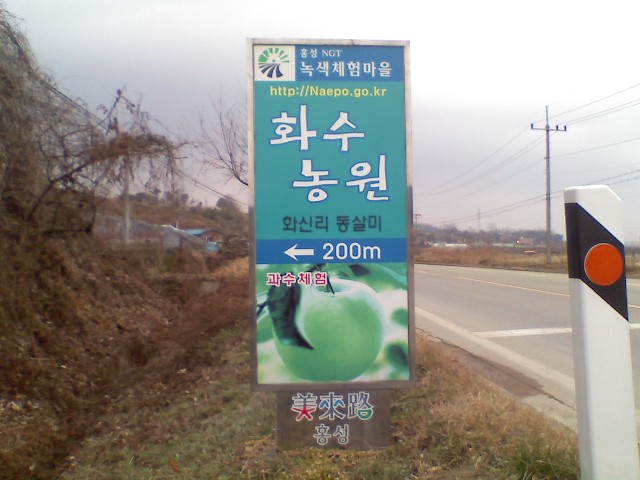 홍성 NGT
녹색체험마을
http://Naepo.go.kr
화수
농원
화신리 동살미
← 200m
과수체험
美來路
홍성